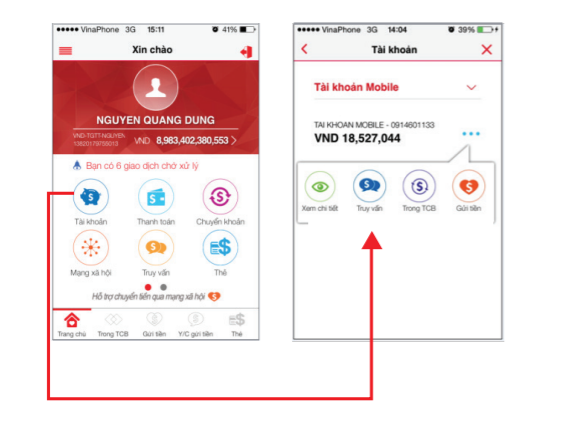 VinaPhone 3G 15:11 41%
Xin chào
NGUYEN QUANG DUNG
VND-TGTT-NGUYEN-
13820179755013
VND 8,983,402,380,553
Bạn có 6 giao dịch chờ xử lý
Tài khoản Thanh toán Chuyển khoản
Mạng xã hội Truy vấn Thẻ
Hỗ trợ chuyển tiền qua mạng xã hội
Trang chủ Trong TCB Gửi tiền Y/C gửi tiền Thẻ
VinaPhone 3G 14:04 39%
Tài khoản
Tài khoản Mobile
TAI KHOAN MOBILE - 0914601133
VND 18,527,044
Xem chi tiết Truy vấn Trong TCB Gửi tiền